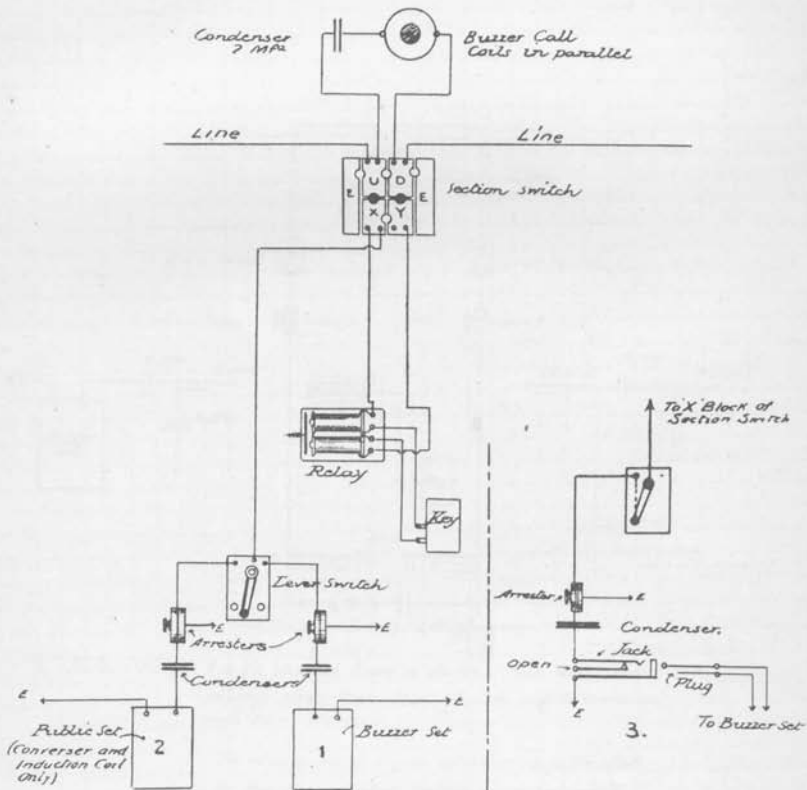 Condenser
2 MFd
Buzzer Call
Coils in parallel
Line
Line
E
U
D
E
X
Y
Section switch
Relay
Key
To 'X' Block of
Section Switch
Lever Switch
E
Arresters
E
Condensers
E
E
Public Set
(Converser and
Induction Coil
Only)
2
1
Buzzer Set
Arrester
E
Condenser.
Jack
Open
Plug
E
3.
To Buzzer Set